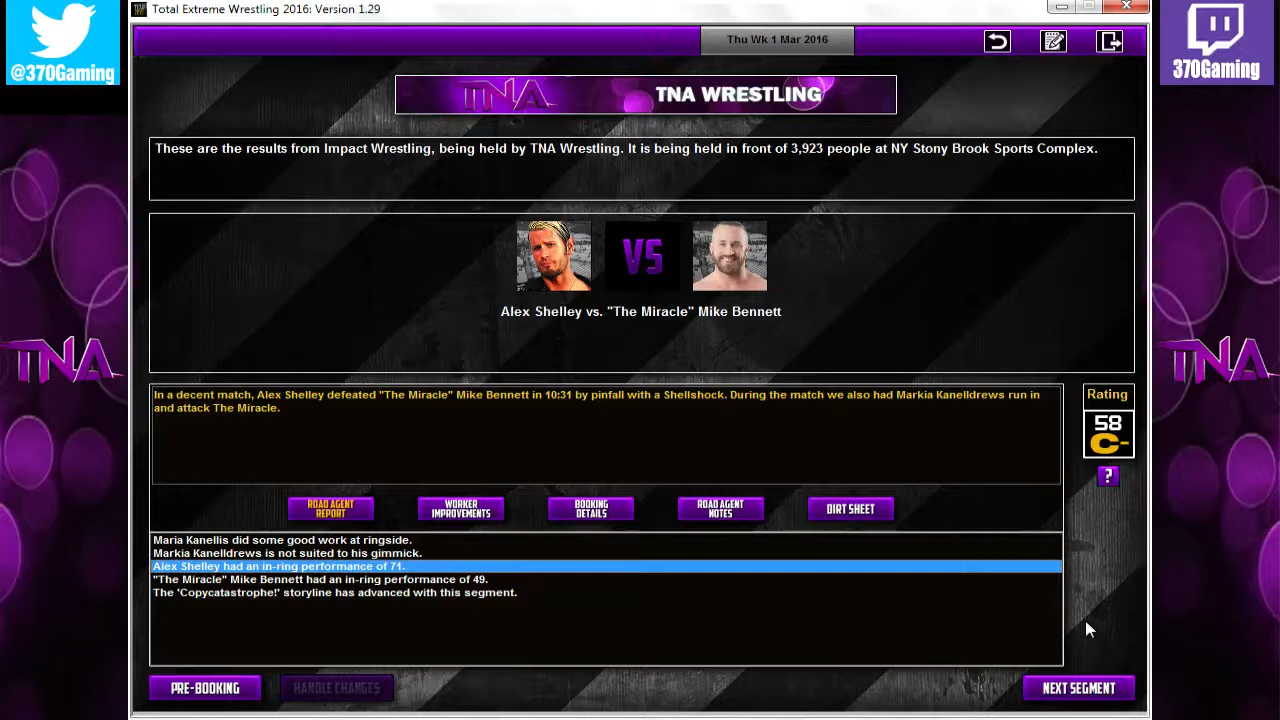 Total Extreme Wrestling 2016: Version 1.29
@370Gaming
370Gaming
Thu Wk 1 Mar 2016
TNA
TNA WRESTLING
These are the results from Impact Wrestling, being held by TNA Wrestling. It is being held in front of 3,923 people at NY Stony Brook Sports Complex.
VS
Alex Shelley vs. "The Miracle" Mike Bennett
TNA
TNA
In a decent match, Alex Shelley defeated "The Miracle" Mike Bennett in 10:31 by pinfall with a Shellshock. During the match we also had Markia Kanelldrews run in
and attack The Miracle.
Rating
58
C-
?
ROAD AGENT
REPORT
WORKER
IMPROVEMENTS
BOOKING
DETAILS
ROAD AGENT
NOTES
DIRT SHEET
Maria Kanellis did some good work at ringside.
Markia Kanelldrews is not suited to his gimmick.
Alex Shelley had an in-ring performance of 71.
"The Miracle" Mike Bennett had an in-ring performance of 49.
The 'Copycatastrophe!' storyline has advanced with this segment.
PRE-BOOKING
HANDLE CHANGES
NEXT SEGMENT